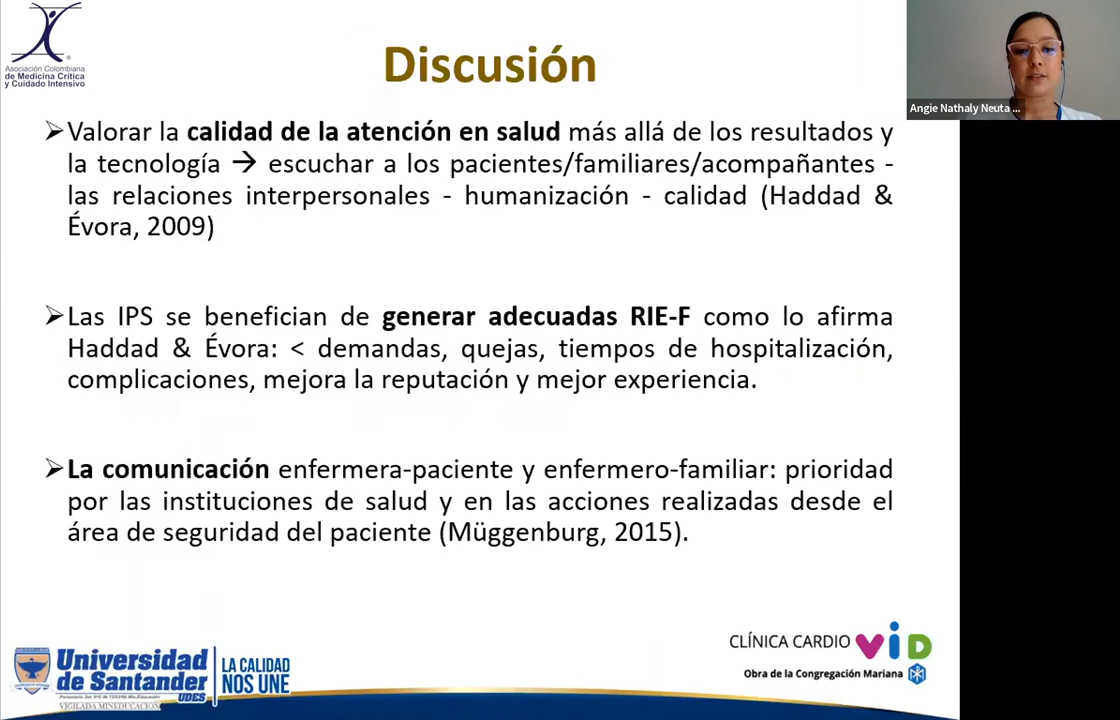 Asociación Colombiana
de Medicina Crítica
y Cuidado Intensivo
Discusión
Angie Nathaly Neuta ...
➢Valorar la calidad de la atención en salud más allá de los resultados y
la tecnología → escuchar a los pacientes/familiares/acompañantes -
las relaciones interpersonales - humanización - calidad (Haddad &
Évora, 2009)
➢Las IPS se benefician de generar adecuadas RIE-F como lo afirma
Haddad & Évora: < demandas, quejas, tiempos de hospitalización,
complicaciones, mejora la reputación y mejor experiencia.
➢La comunicación enfermera-paciente y enfermero-familiar: prioridad
por las instituciones de salud y en las acciones realizadas desde el
área de seguridad del paciente (Müggenburg, 2015).
CLÍNICA CARDIO VID
Obra de la Congregación Mariana
Universidad
de Santander
UDES
LA CALIDAD
NOS UNE
VIGILADA MINEDUCACIÓN